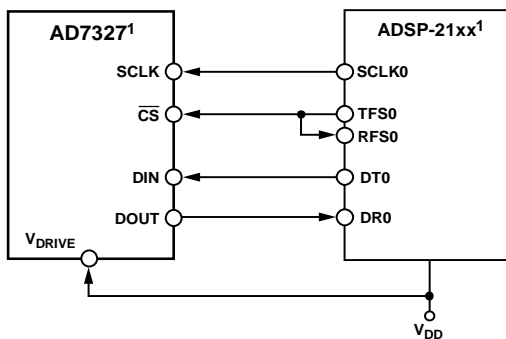 AD7327¹
ADSP-21xx¹
SCLK
SCLK0
CS
TFS0
RFS0
DIN
DT0
DOUT
DR0
VDRIVE
VDD